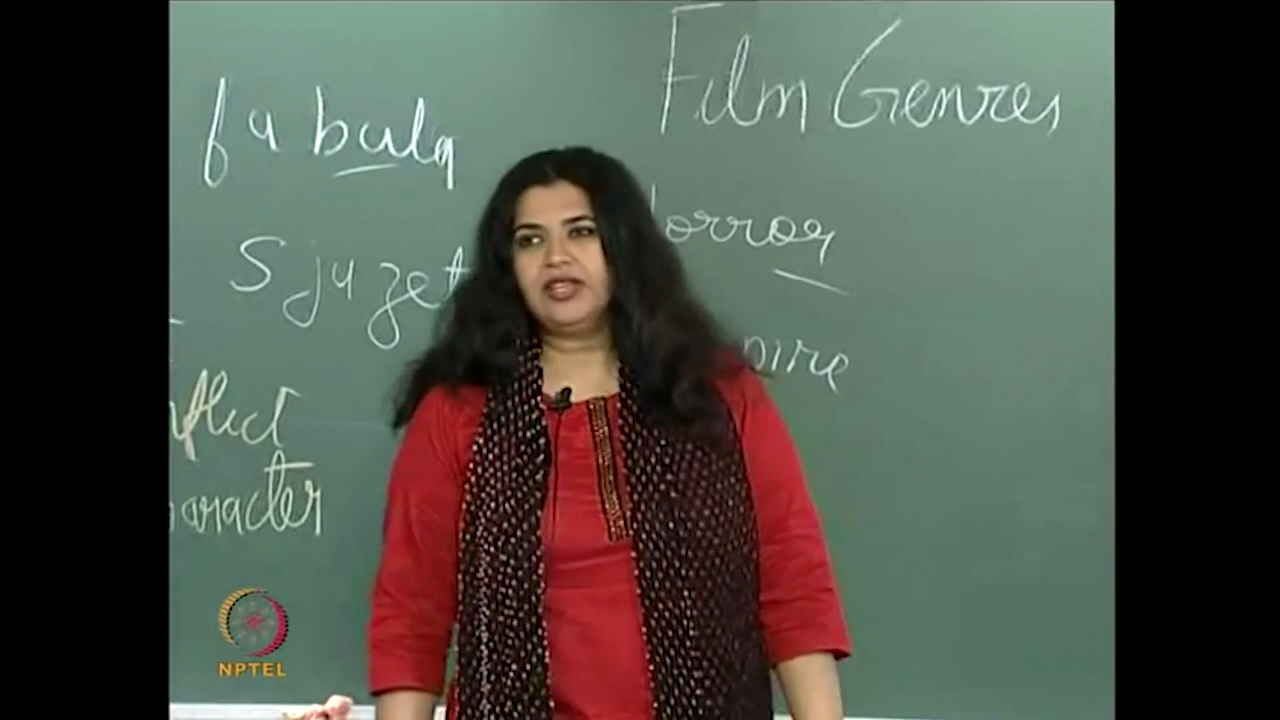 Film Genres
fabula
Sjuzet
Horror
flict
aracter
pire
NPTEL